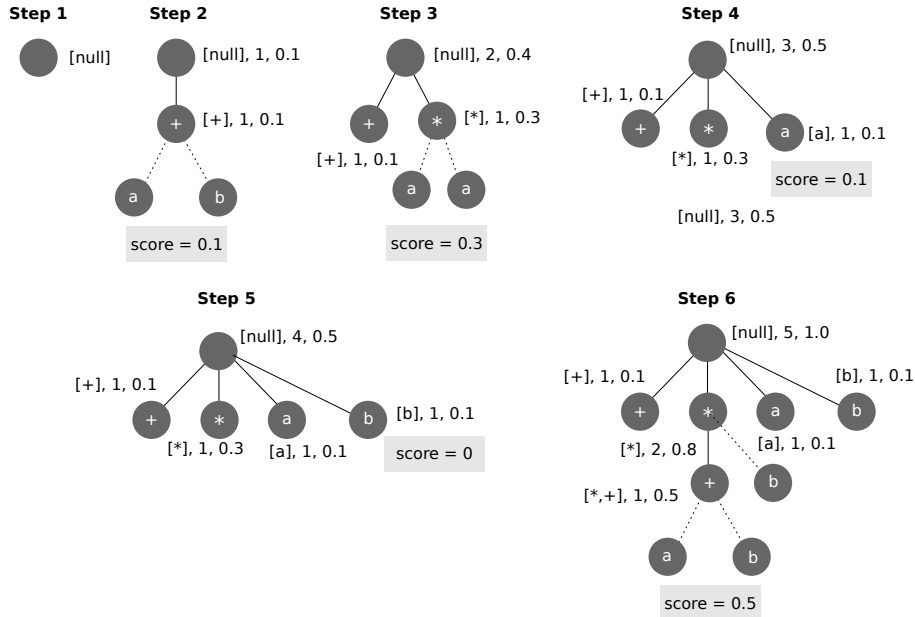 Step 1
[null]
Step 2
[null], 1, 0.1
+
[+], 1, 0.1
a
b
score = 0.1
Step 3
[null], 2, 0.4
+
*
[*], 1, 0.3
[+], 1, 0.1
a
a
score = 0.3
Step 4
[null], 3, 0.5
[+], 1, 0.1
+
*
a
[a], 1, 0.1
[*], 1, 0.3
score = 0.1
[null], 3, 0.5
Step 5
[null], 4, 0.5
[+], 1, 0.1
+
*
a
b
[b], 1, 0.1
[*], 1, 0.3
[a], 1, 0.1
score = 0
Step 6
[null], 5, 1.0
[+], 1, 0.1
[b], 1, 0.1
+
*
a
b
[*], 2, 0.8
[a], 1, 0.1
[*,+], 1, 0.5
+
b
a
b
score = 0.5